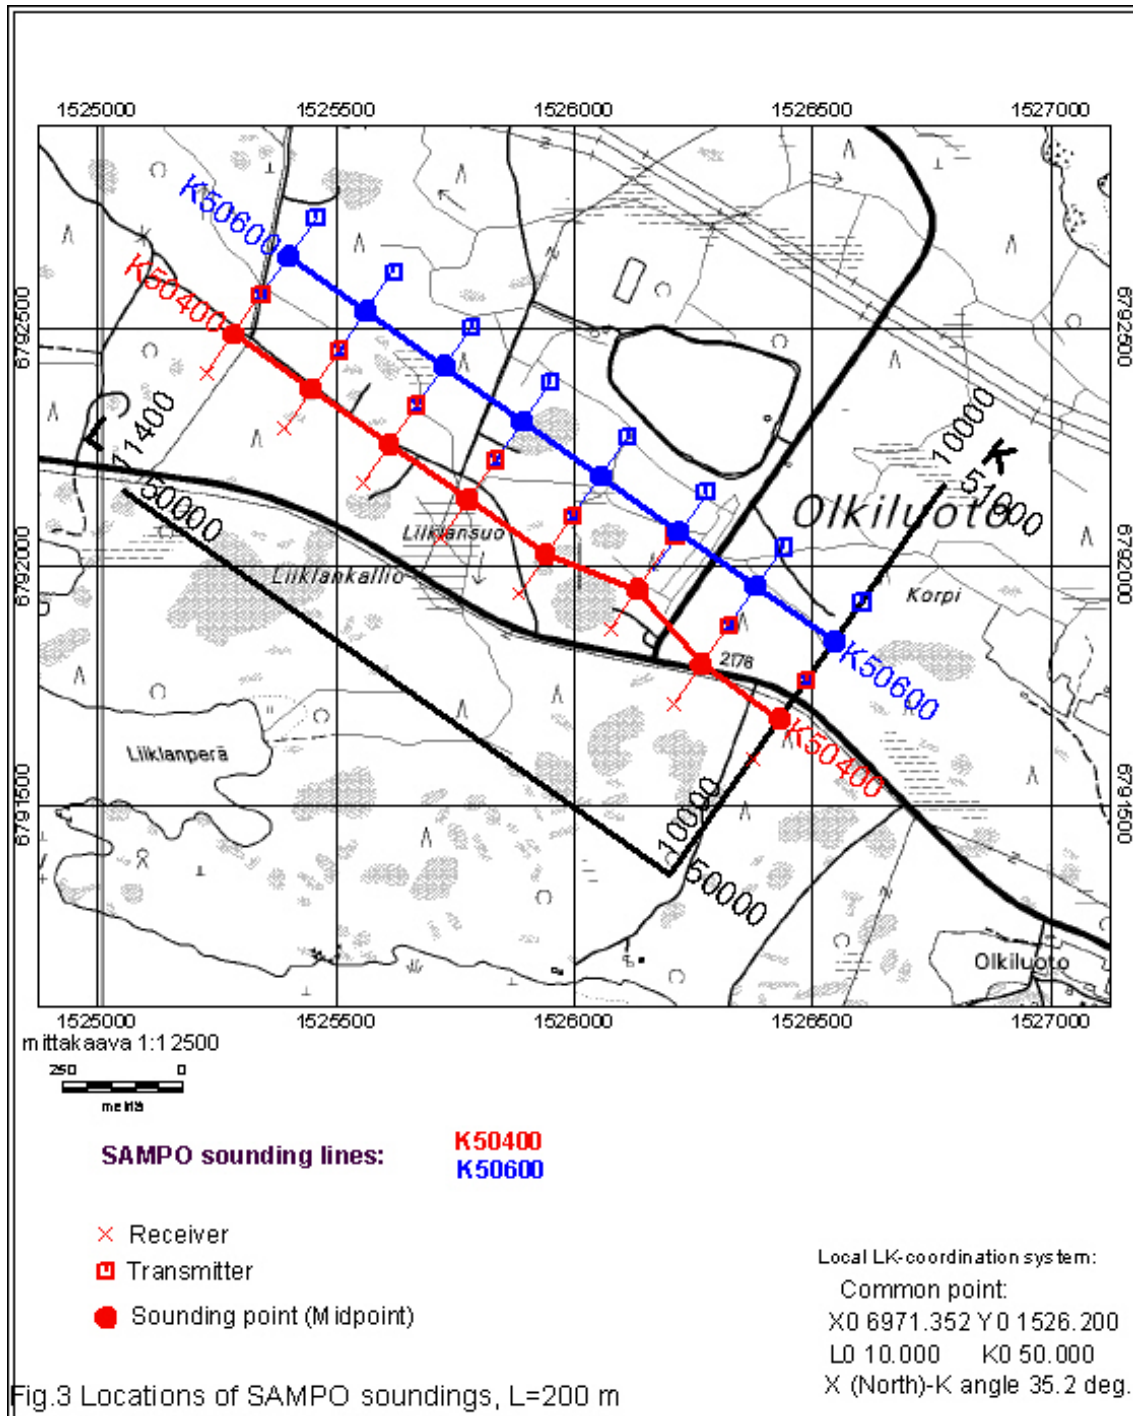 1525000 1525500 1526000 1526500 1527000
K50600
K50400
6792500 6792500
10000
K
51000
L
11400
50000
Olkiluoto
Liiklansuo
6792000 6792000
Liiklankallio
Korpi
2178
K50600
K50400
Liiklanperä
10000
6791500 6791500
50000
Olkiluoto
1525000 1525500 1526000 1526500 1527000
mittakaava 1:12500
250 0
metriä
SAMPO sounding lines: K50400
K50600
Receiver
Transmitter
Sounding point (Midpoint)
Local LK-coordination system:
Common point:
X0 6971.352 Y0 1526.200
L0 10.000 K0 50.000
X (North)-K angle 35.2 deg.
Fig.3 Locations of SAMPO soundings, L=200 m